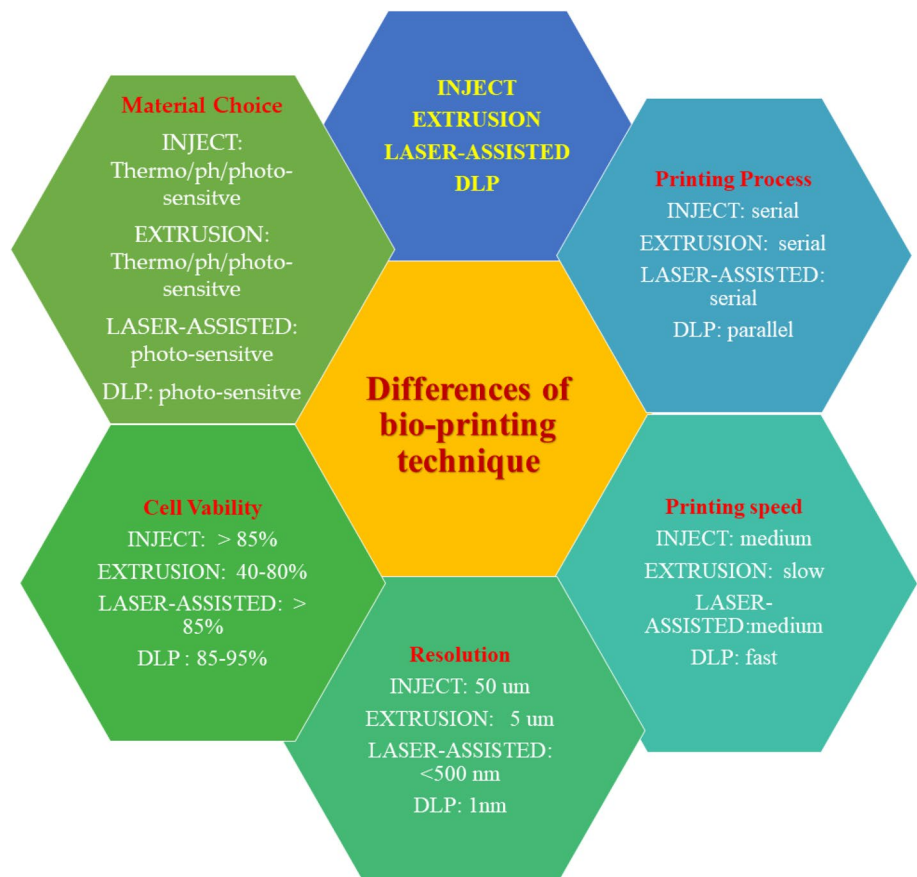 INJECT
EXTRUSION
LASER-ASSISTED
DLP
Material Choice
INJECT:
Thermo/ph/photo-
sensitve
EXTRUSION:
Thermo/ph/photo-
sensitve
LASER-ASSISTED:
photo-sensitve
DLP: photo-sensitve
Printing Process
INJECT: serial
EXTRUSION: serial
LASER-ASSISTED:
serial
DLP: parallel
Differences of
bio-printing
technique
Cell Vability
INJECT: > 85%
EXTRUSION: 40-80%
LASER-ASSISTED: >
85%
DLP : 85-95%
Printing speed
INJECT: medium
EXTRUSION: slow
LASER-
ASSISTED:medium
DLP: fast
Resolution
INJECT: 50 um
EXTRUSION: 5 um
LASER-ASSISTED:
<500 nm
DLP: 1nm